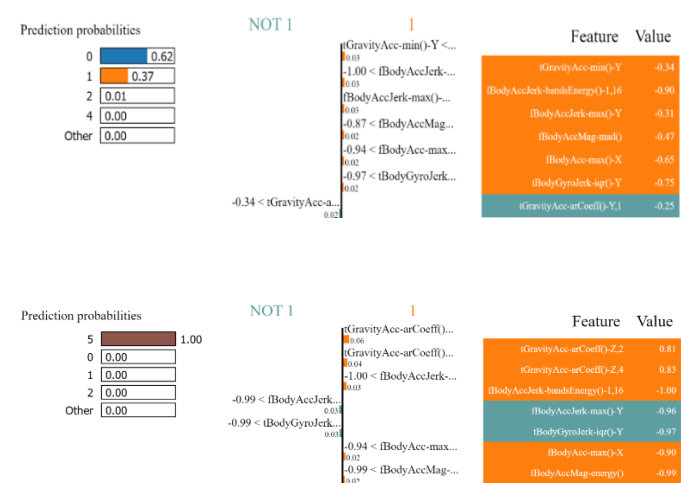 Prediction probabilities
0 0.62
1 0.37
2 0.01
4 0.00
Other 0.00
NOT 1 1
tGravityAcc-min()-Y <...
0.03
-1.00 < fBodyAccJerk-...
0.03
fBodyAccJerk-max()-...
0.03
-0.87 < fBodyAccMag...
0.02
-0.94 < fBodyAcc-max...
0.02
-0.97 < tBodyGyroJerk...
0.02
-0.34 < tGravityAcc-a...
0.02
Feature Value
tGravityAcc-min()-Y -0.34
fBodyAccJerk-bandsEnergy()-1,16 -0.90
fBodyAccJerk-max()-Y -0.31
fBodyAccMag-mad() -0.47
fBodyAcc-max()-X -0.65
tBodyGyroJerk-iqr()-Y -0.75
tGravityAcc-arCoeff()-Y,1 -0.25
Prediction probabilities
5 1.00
0 0.00
1 0.00
2 0.00
Other 0.00
NOT 1 1
tGravityAcc-arCoeff()...
0.06
tGravityAcc-arCoeff()...
0.04
-1.00 < fBodyAccJerk-...
0.03
-0.99 < fBodyAccJerk...
0.03
-0.99 < tBodyGyroJerk...
0.03
-0.94 < fBodyAcc-max...
0.02
-0.99 < fBodyAccMag-...
0.02
Feature Value
tGravityAcc-arCoeff()-Z,2 0.81
tGravityAcc-arCoeff()-Z,4 0.83
fBodyAccJerk-bandsEnergy()-1,16 -1.00
fBodyAccJerk-max()-Y -0.96
tBodyGyroJerk-iqr()-Y -0.97
fBodyAcc-max()-X -0.90
fBodyAccMag-energy() -0.99